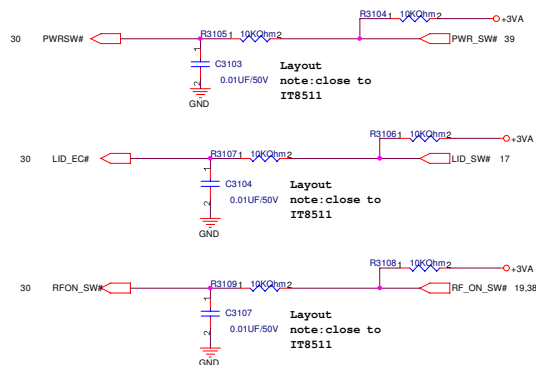 R3104 1 10KOhm 2
+3VA
R3105 1 10KOhm 2
30 PWRSW# PWR_SW# 39
1
C3103
0.01UF/50V
2
GND
Layout
note:close to
IT8511
R3106 1 10KOhm 2
+3VA
R3107 1 10KOhm 2
30 LID_EC# LID_SW# 17
1
C3104
0.01UF/50V
2
GND
Layout
note:close to
IT8511
R3108 1 10KOhm 2
+3VA
R3109 1 10KOhm 2
30 RFON_SW# RF_ON_SW# 19,38
1
C3107
0.01UF/50V
2
GND
Layout
note:close to
IT8511